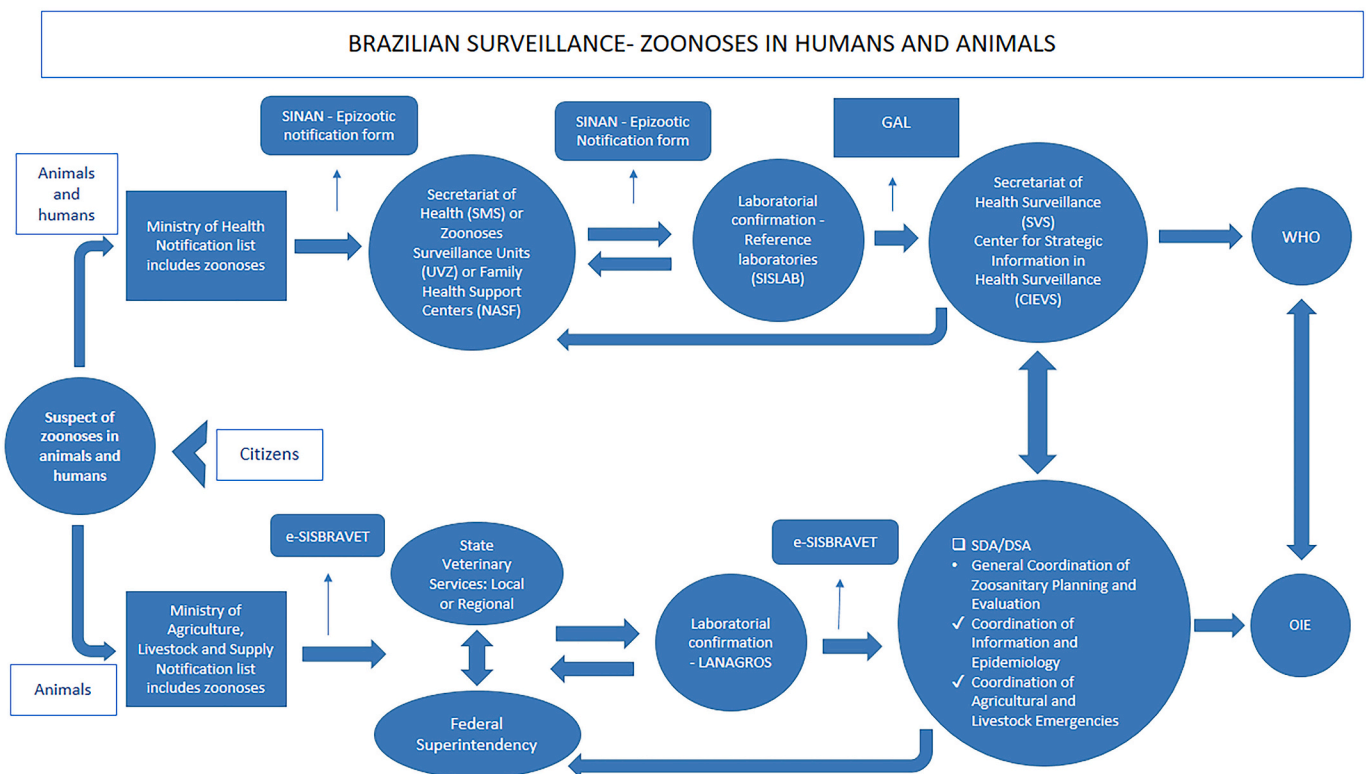 BRAZILIAN SURVEILLANCE- ZOONOSES IN HUMANS AND ANIMALS
SINAN - Epizootic
notification form
SINAN - Epizootic
Notification form
GAL
Animals
and
humans
Ministry of Health
Notification list
includes zoonoses
Secretariat of
Health (SMS) or
Zoonoses
Surveillance Units
(UVZ) or Family
Health Support
Centers (NASF)
Laboratorial
confirmation -
Reference
laboratories
(SISLAB)
Secretariat of
Health Surveillance
(SVS)
Center for Strategic
Information in
Health Surveillance
(CIEVS)
WHO
Suspect of
zoonoses in
animals and
humans
Citizens
e-SISBRAVET
State
Veterinary
Services: Local
or Regional
e-SISBRAVET
Animals
Ministry of
Agriculture,
Livestock and Supply
Notification list
includes zoonoses
Federal
Superintendency
Laboratorial
confirmation
- LANAGROS
❑ SDA/DSA
• General Coordination of
Zoosanitary Planning and
Evaluation
✓ Coordination of
Information and
Epidemiology
✓ Coordination of
Agricultural and
Livestock Emergencies
OIE